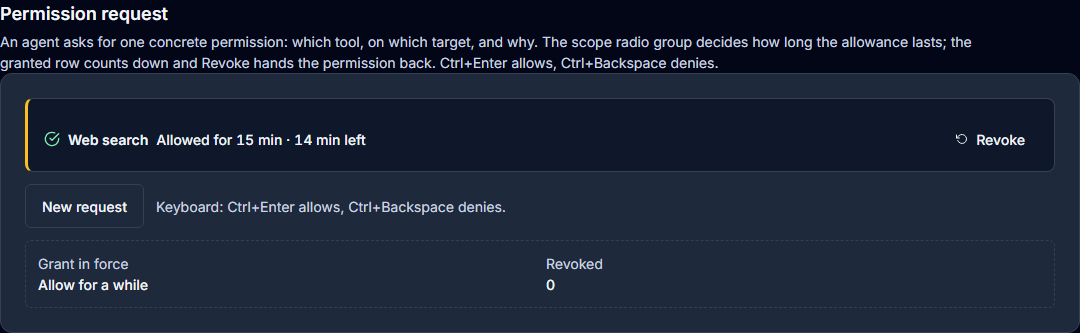 Permission request
An agent asks for one concrete permission: which tool, on which target, and why. The scope radio group decides how long the allowance lasts; the
granted row counts down and Revoke hands the permission back. Ctrl+Enter allows, Ctrl+Backspace denies.
Web search Allowed for 15 min · 14 min left
Revoke
New request
Keyboard: Ctrl+Enter allows, Ctrl+Backspace denies.
Grant in force
Allow for a while
Revoked
0